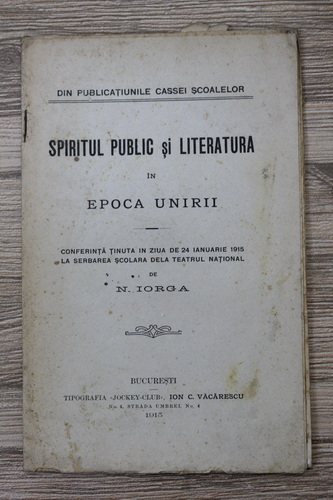 DIN PUBLICAȚIUNILE CASSEI ȘCOALELOR
SPIRITUL PUBLIC și LITERATURA
ÎN
EPOCA UNIRII
CONFERINȚĂ ȚINUTA IN ZIUA DE 24 IANUARIE 1915
LA SERBAREA ȘCOLARA DELA TEATRUL NAȚIONAL
DE
N. IORGA
BUCUREȘTI
TIPOGRAFIA «JOCKEY-CLUB», ION C. VĂCĂRESCU
No. 4, STRADA UMBREI, No. 4
1915